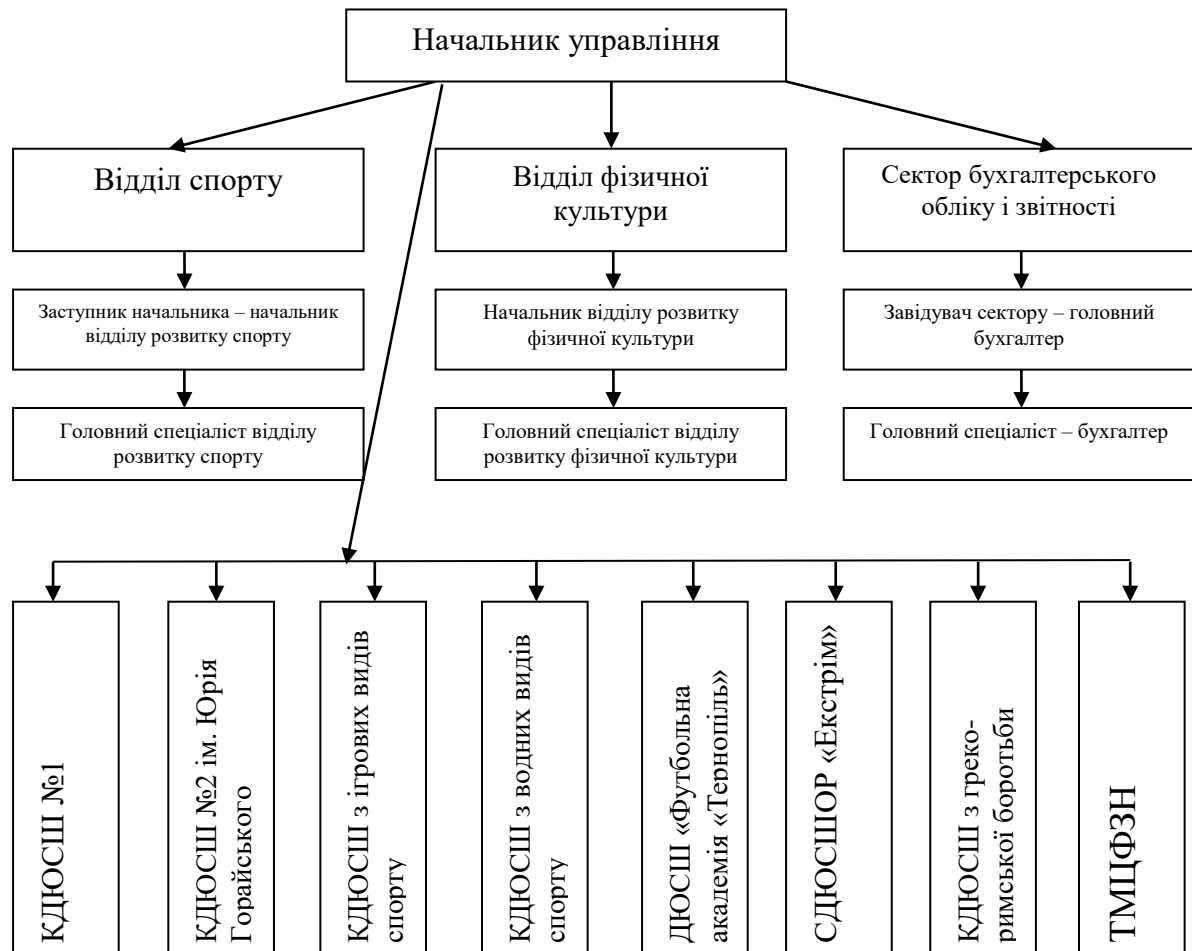 Начальник управління
Відділ спорту
Відділ фізичної
культури
Сектор бухгалтерського
обліку і звітності
Заступник начальника – начальник
відділу розвитку спорту
Начальник відділу розвитку
фізичної культури
Завідувач сектору – головний
бухгалтер
Головний спеціаліст відділу
розвитку спорту
Головний спеціаліст відділу
розвитку фізичної культури
Головний спеціаліст – бухгалтер
КДЮСШ №1
КДЮСШ №2 ім. Юрія
Горайського
КДЮСШ з ігрових видів
спорту
КДЮСШ з водних видів
спорту
ДЮСШ «Футбольна
академія «Тернопіль»
СДЮСШОР «Екстрім»
КДЮСШ з греко-
римської боротьби
ТМЦФЗН